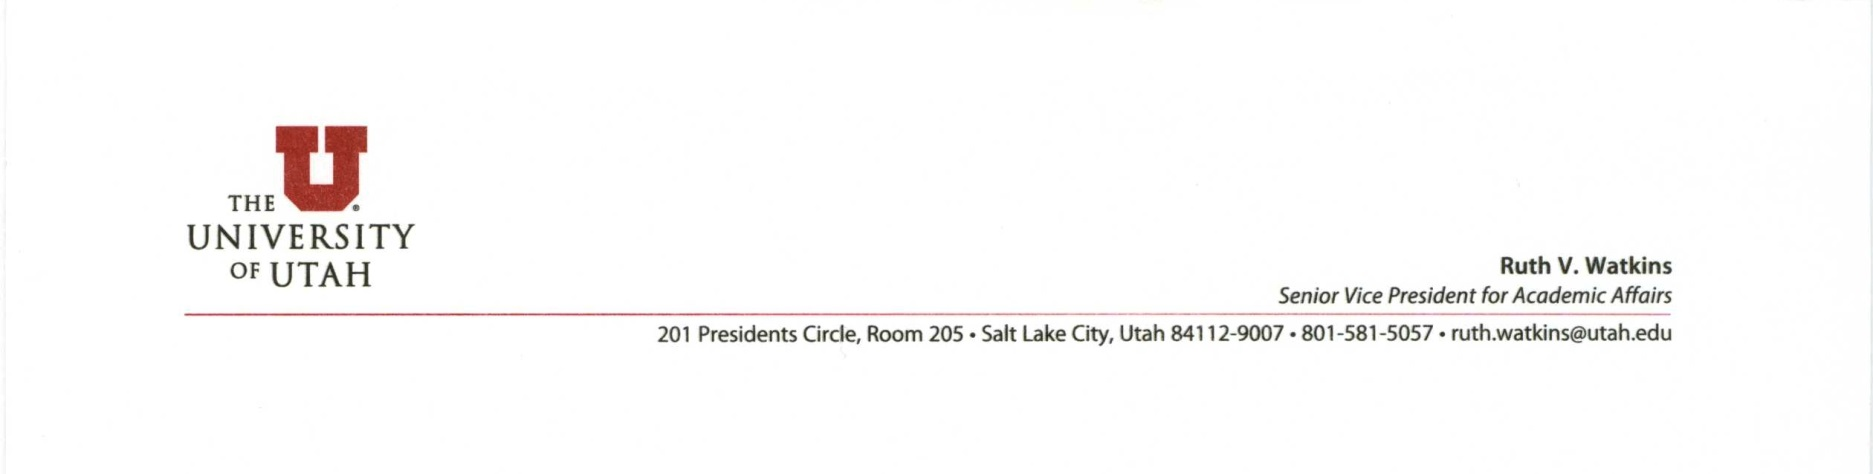 THE
UNIVERSITY
OF UTAH
Ruth V. Watkins
Senior Vice President for Academic Affairs
201 Presidents Circle, Room 205 • Salt Lake City, Utah 84112-9007 • 801-581-5057 • ruth.watkins@utah.edu